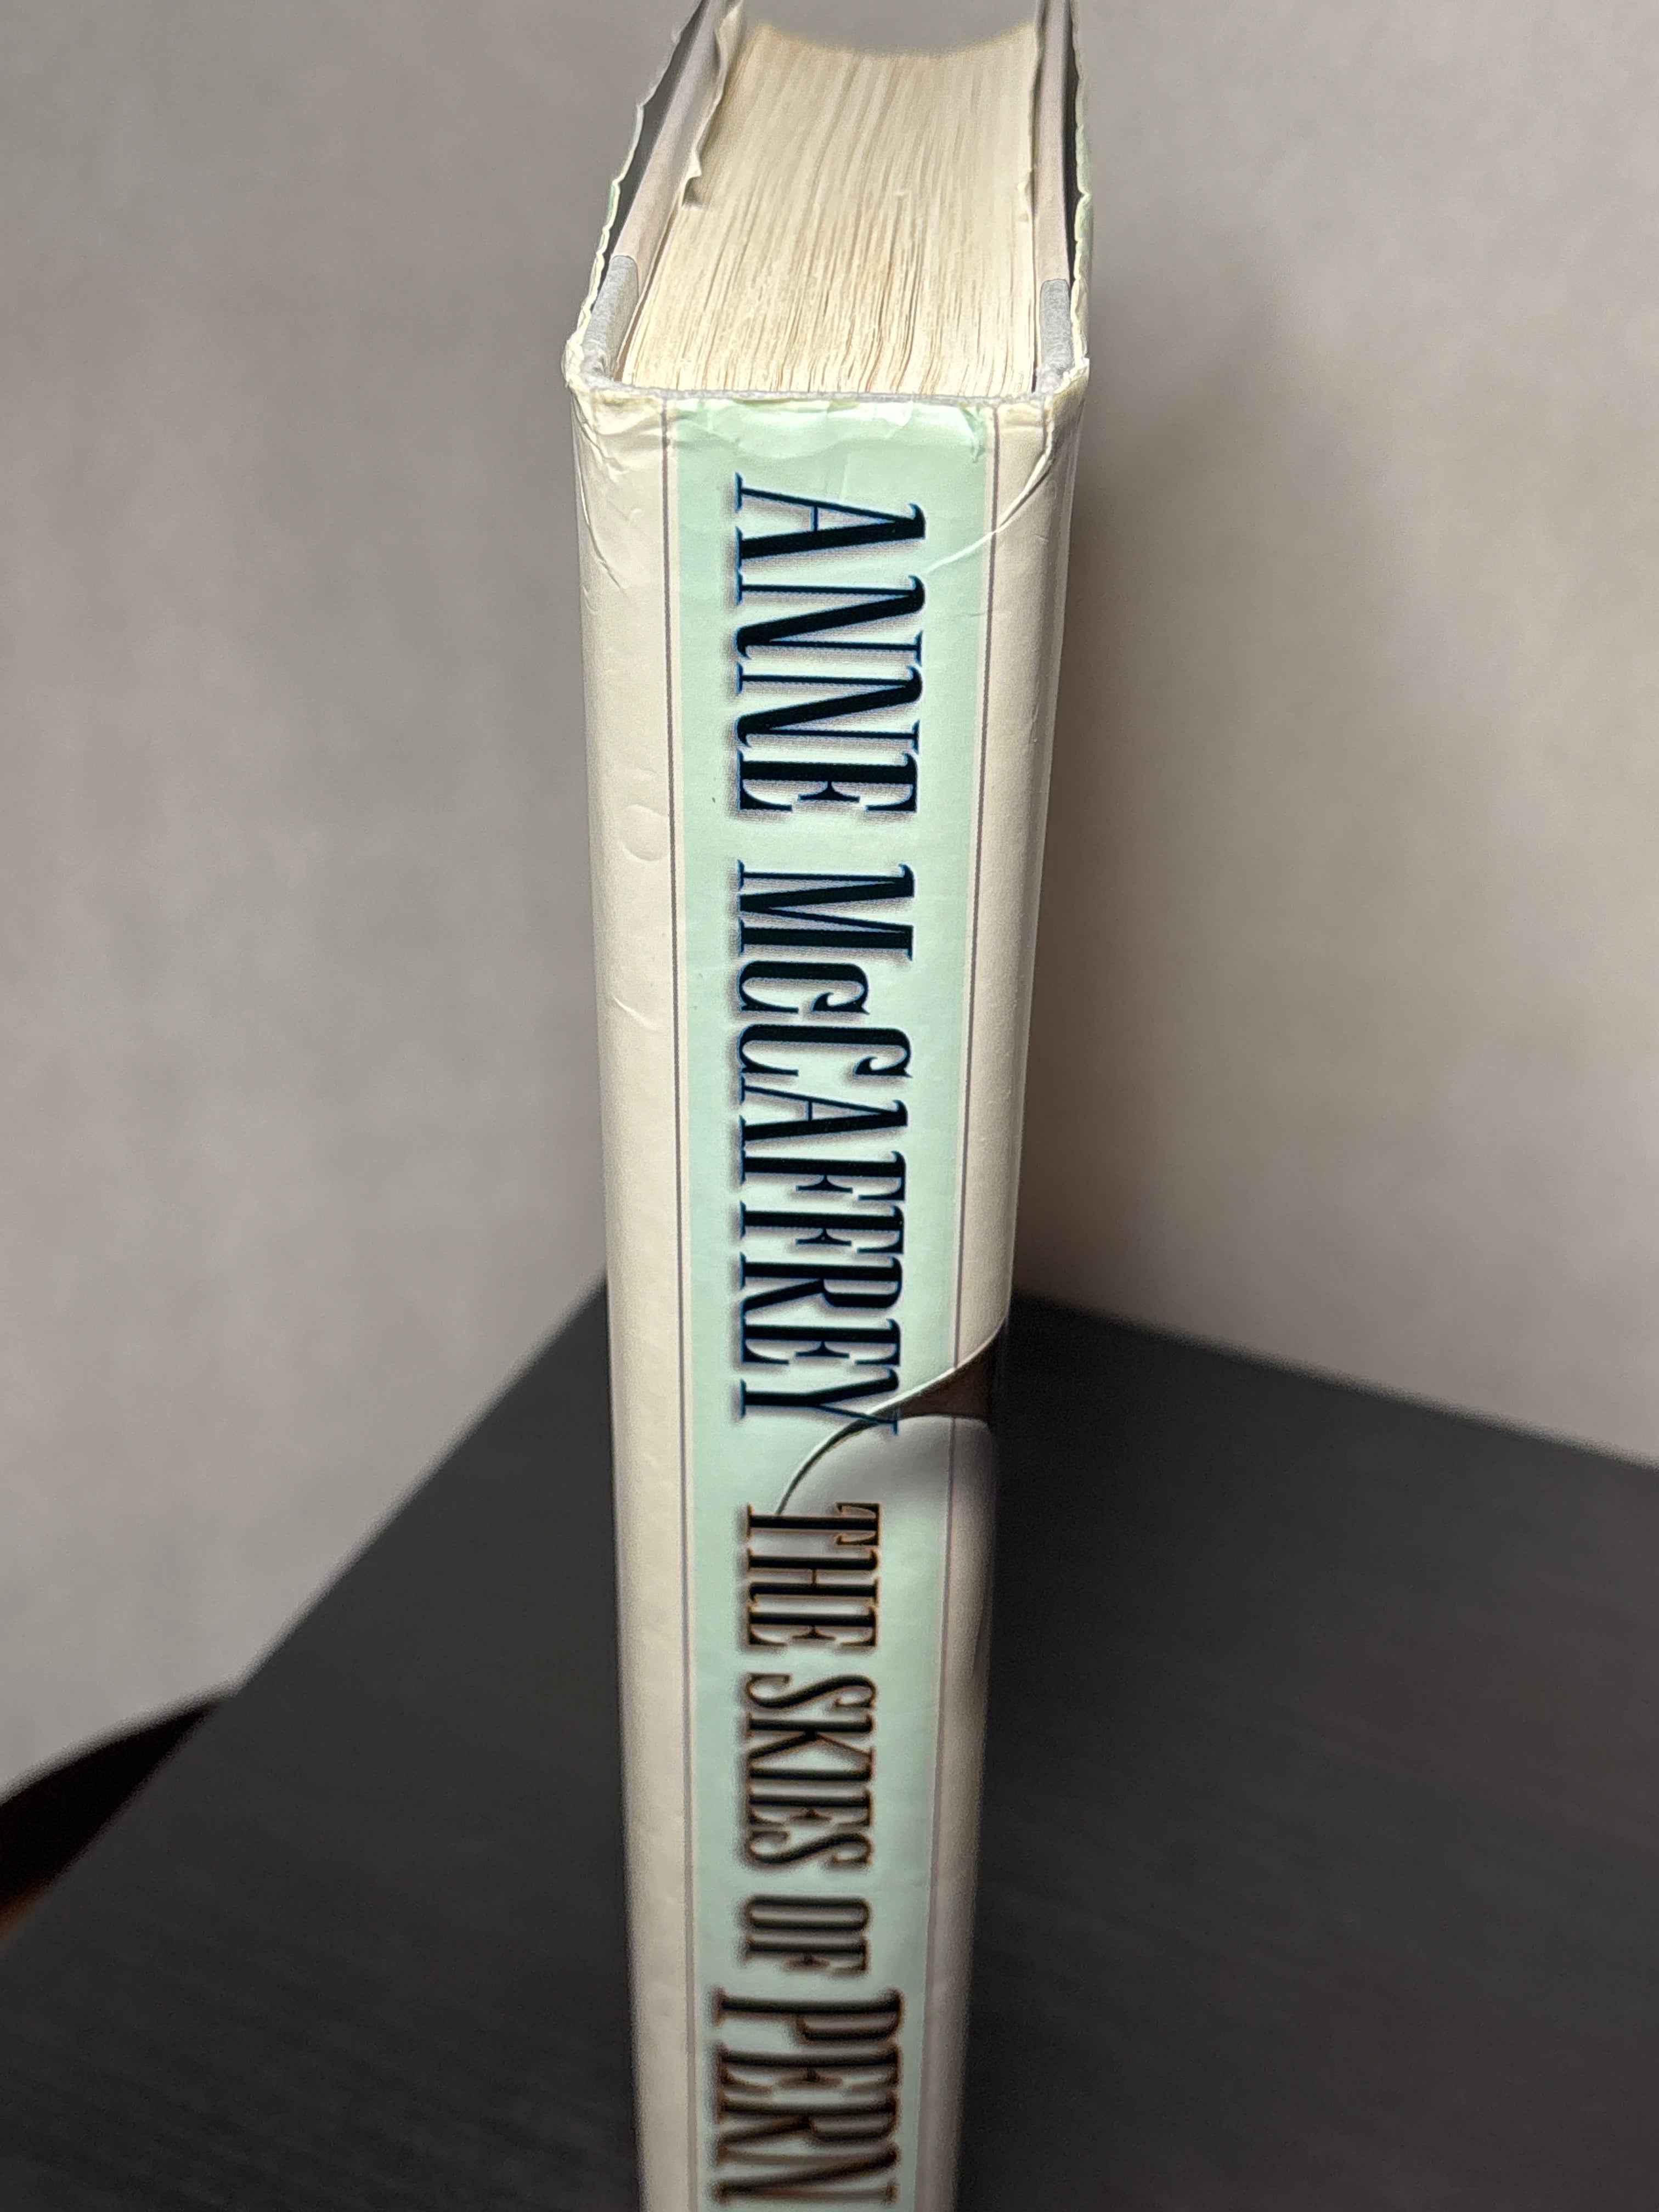 ANNE McCAFFREY
THE SKIES OF PERN